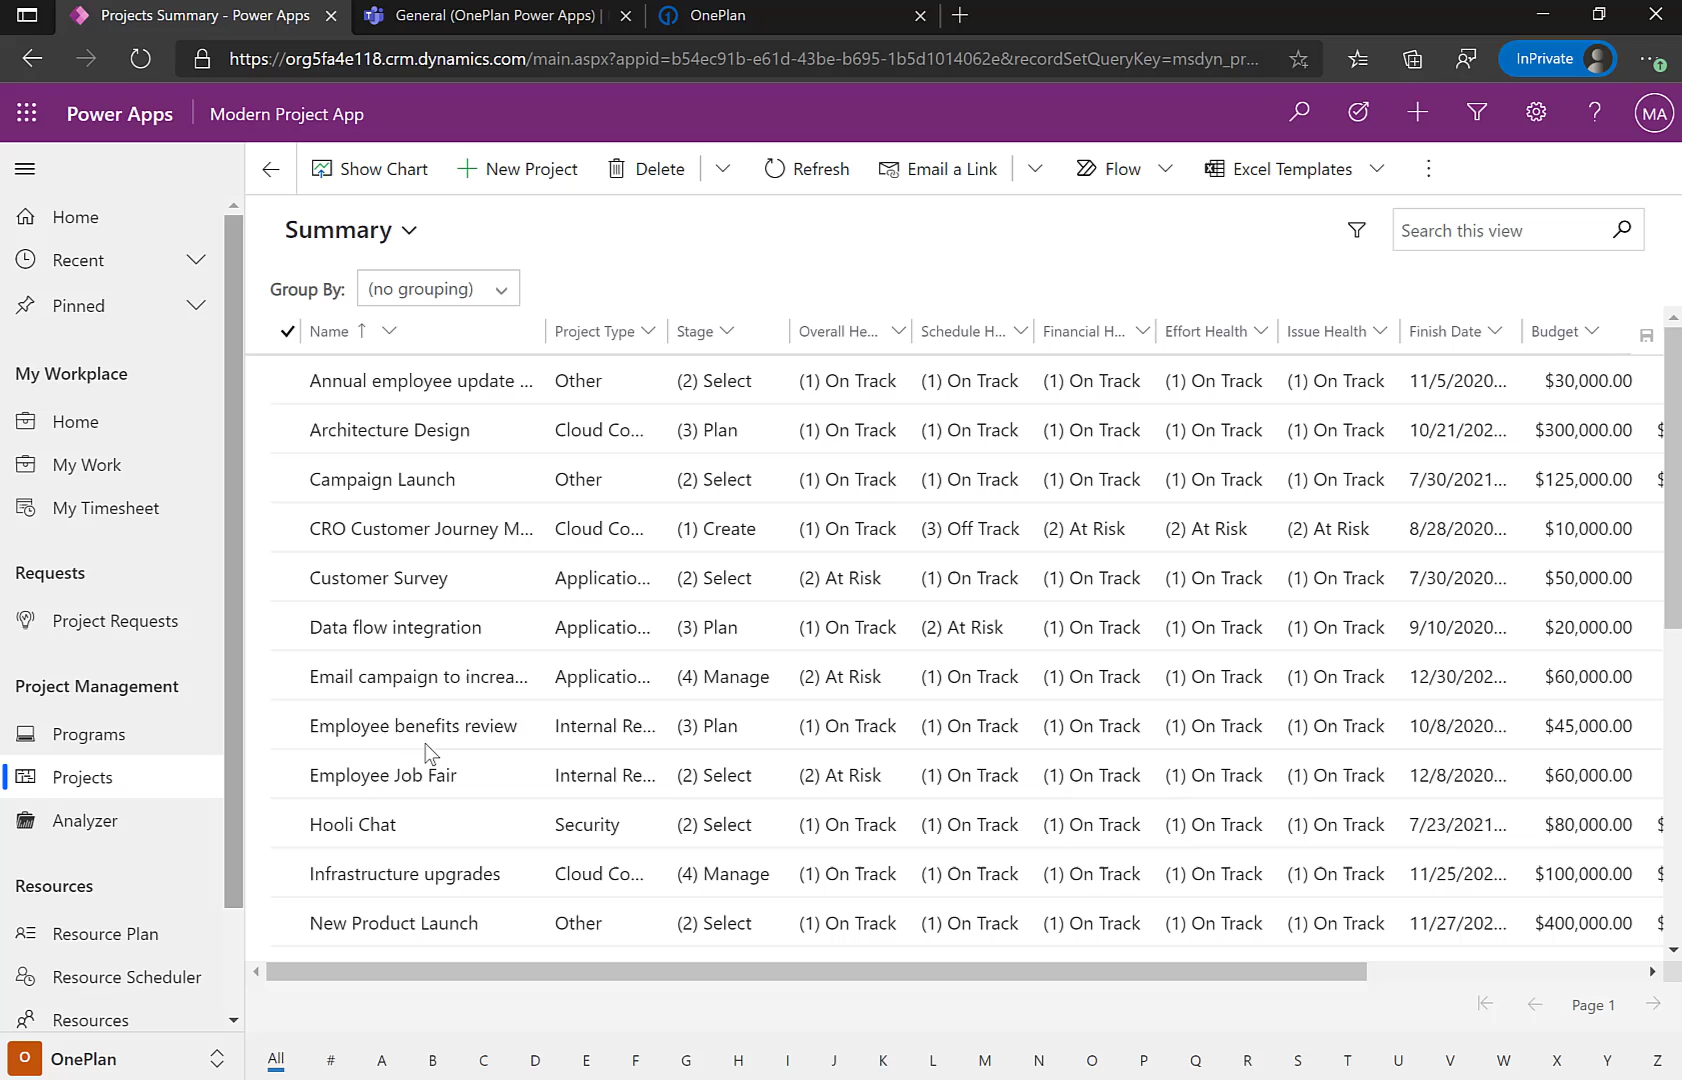 Projects Summary - Power Apps
General (OnePlan Power Apps) |
OnePlan
https://org5fa4e118.crm.dynamics.com/main.aspx?appid=b54ec91b-e61d-43be-b695-1b5d1014062e&recordSetQueryKey=msdyn_pr...
InPrivate
Power Apps
Modern Project App
MA
Show Chart
New Project
Delete
Refresh
Email a Link
Flow
Excel Templates
Home
Recent
Pinned
My Workplace
Home
My Work
My Timesheet
Requests
Project Requests
Project Management
Programs
Projects
Analyzer
Resources
Resource Plan
Resource Scheduler
Resources
O OnePlan
Summary
Search this view
Group By: (no grouping)
Name Project Type Stage Overall He... Schedule H... Financial H... Effort Health Issue Health Finish Date Budget
Annual employee update ... Other (2) Select (1) On Track (1) On Track (1) On Track (1) On Track (1) On Track 11/5/2020... $30,000.00
Architecture Design Cloud Co... (3) Plan (1) On Track (1) On Track (1) On Track (1) On Track (1) On Track 10/21/202... $300,000.00 $
Campaign Launch Other (2) Select (1) On Track (1) On Track (1) On Track (1) On Track (1) On Track 7/30/2021... $125,000.00 $
CRO Customer Journey M... Cloud Co... (1) Create (1) On Track (3) Off Track (2) At Risk (2) At Risk (2) At Risk 8/28/2020... $10,000.00
Customer Survey Applicatio... (2) Select (2) At Risk (1) On Track (1) On Track (1) On Track (1) On Track 7/30/2020... $50,000.00
Data flow integration Applicatio... (3) Plan (1) On Track (2) At Risk (1) On Track (1) On Track (1) On Track 9/10/2020... $20,000.00
Email campaign to increa... Applicatio... (4) Manage (2) At Risk (1) On Track (1) On Track (1) On Track (1) On Track 12/30/202... $60,000.00
Employee benefits review Internal Re... (3) Plan (1) On Track (1) On Track (1) On Track (1) On Track (1) On Track 10/8/2020... $45,000.00
Employee Job Fair Internal Re... (2) Select (2) At Risk (1) On Track (1) On Track (1) On Track (1) On Track 12/8/2020... $60,000.00
Hooli Chat Security (2) Select (1) On Track (1) On Track (1) On Track (1) On Track (1) On Track 7/23/2021... $80,000.00 $
Infrastructure upgrades Cloud Co... (4) Manage (1) On Track (1) On Track (1) On Track (1) On Track (1) On Track 11/25/202... $100,000.00 $
New Product Launch Other (2) Select (1) On Track (1) On Track (1) On Track (1) On Track (1) On Track 11/27/202... $400,000.00 $
Page 1
All # A B C D E F G H I J K L M N O P Q R S T U V W X Y Z